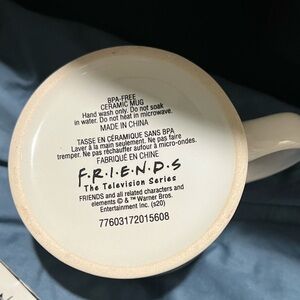 BPA-FREE
CERAMIC MUG
Hand wash only. Do not soak
in water. Do not heat in microwave.
MADE IN CHINA
TASSE EN CÉRAMIQUE SANS BPA
Laver à la main seulement. Ne pas faire
tremper. Ne pas réchauffer autour à micro-ondes.
FABRIQUÉ EN CHINE
F·R·I·E·N·D·S
The Television Series
FRIENDS and all related characters and
elements © & ™ Warner Bros.
Entertainment Inc. (s20)
77603172015608